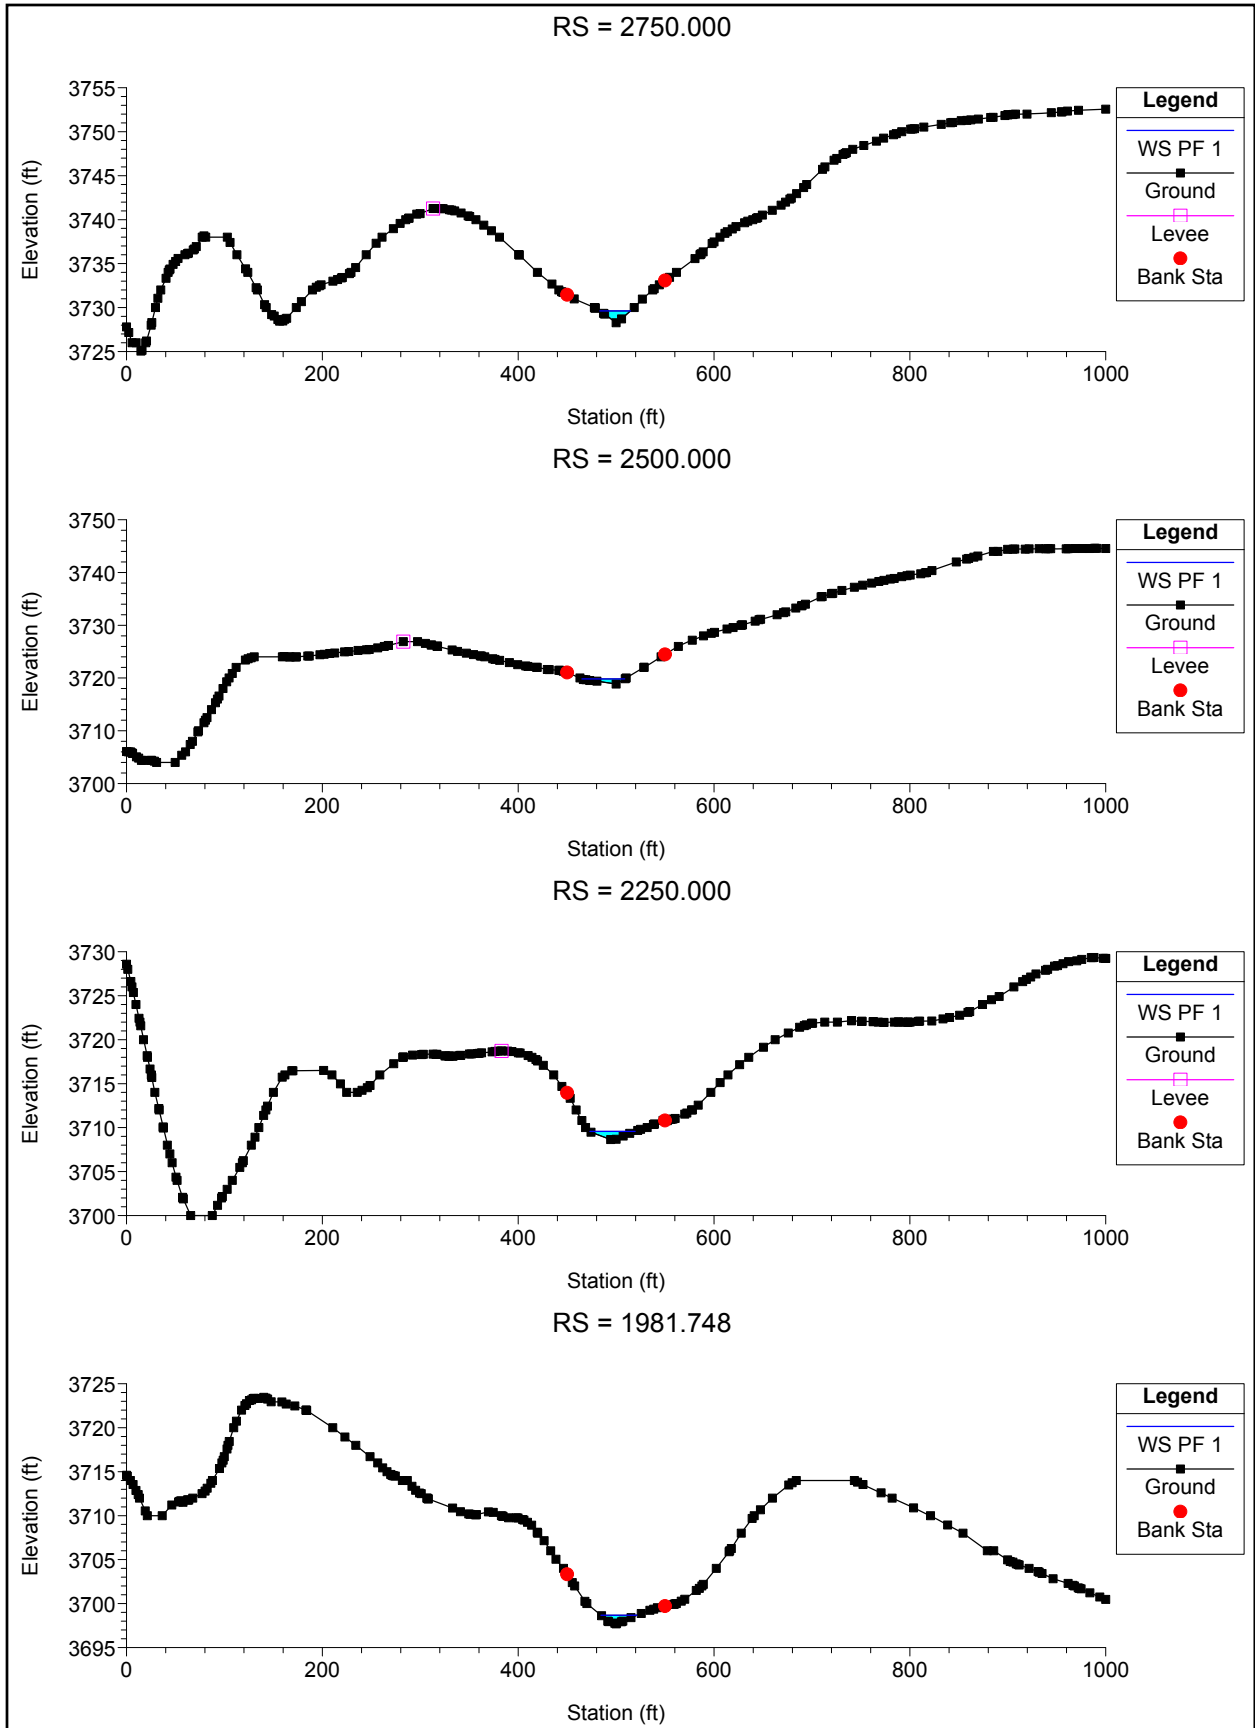 RS = 2750.000
Elevation (ft)
3755
3750
3745
3740
3735
3730
3725
0 200 400 600 800 1000
Station (ft)
Legend
WS PF 1
Ground
Levee
Bank Sta
RS = 2500.000
Elevation (ft)
3750
3740
3730
3720
3710
3700
0 200 400 600 800 1000
Station (ft)
Legend
WS PF 1
Ground
Levee
Bank Sta
RS = 2250.000
Elevation (ft)
3730
3725
3720
3715
3710
3705
3700
0 200 400 600 800 1000
Station (ft)
Legend
WS PF 1
Ground
Levee
Bank Sta
RS = 1981.748
Elevation (ft)
3725
3720
3715
3710
3705
3700
3695
0 200 400 600 800 1000
Station (ft)
Legend
WS PF 1
Ground
Bank Sta